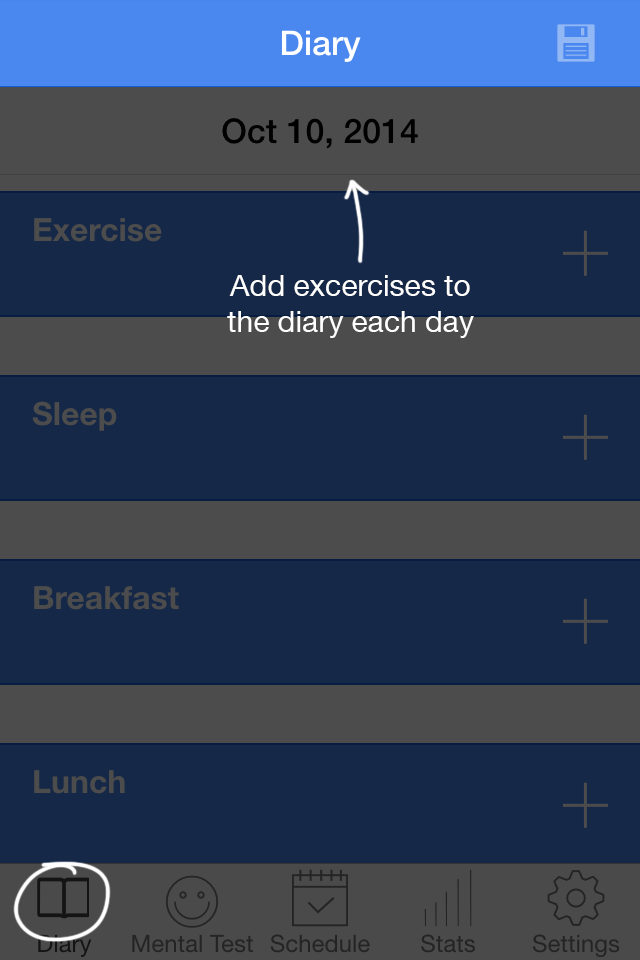 Diary
Oct 10, 2014
Exercise
Add excercises to
the diary each day
Sleep
Breakfast
Lunch
Diary
Mental Test
Schedule
Stats
Settings